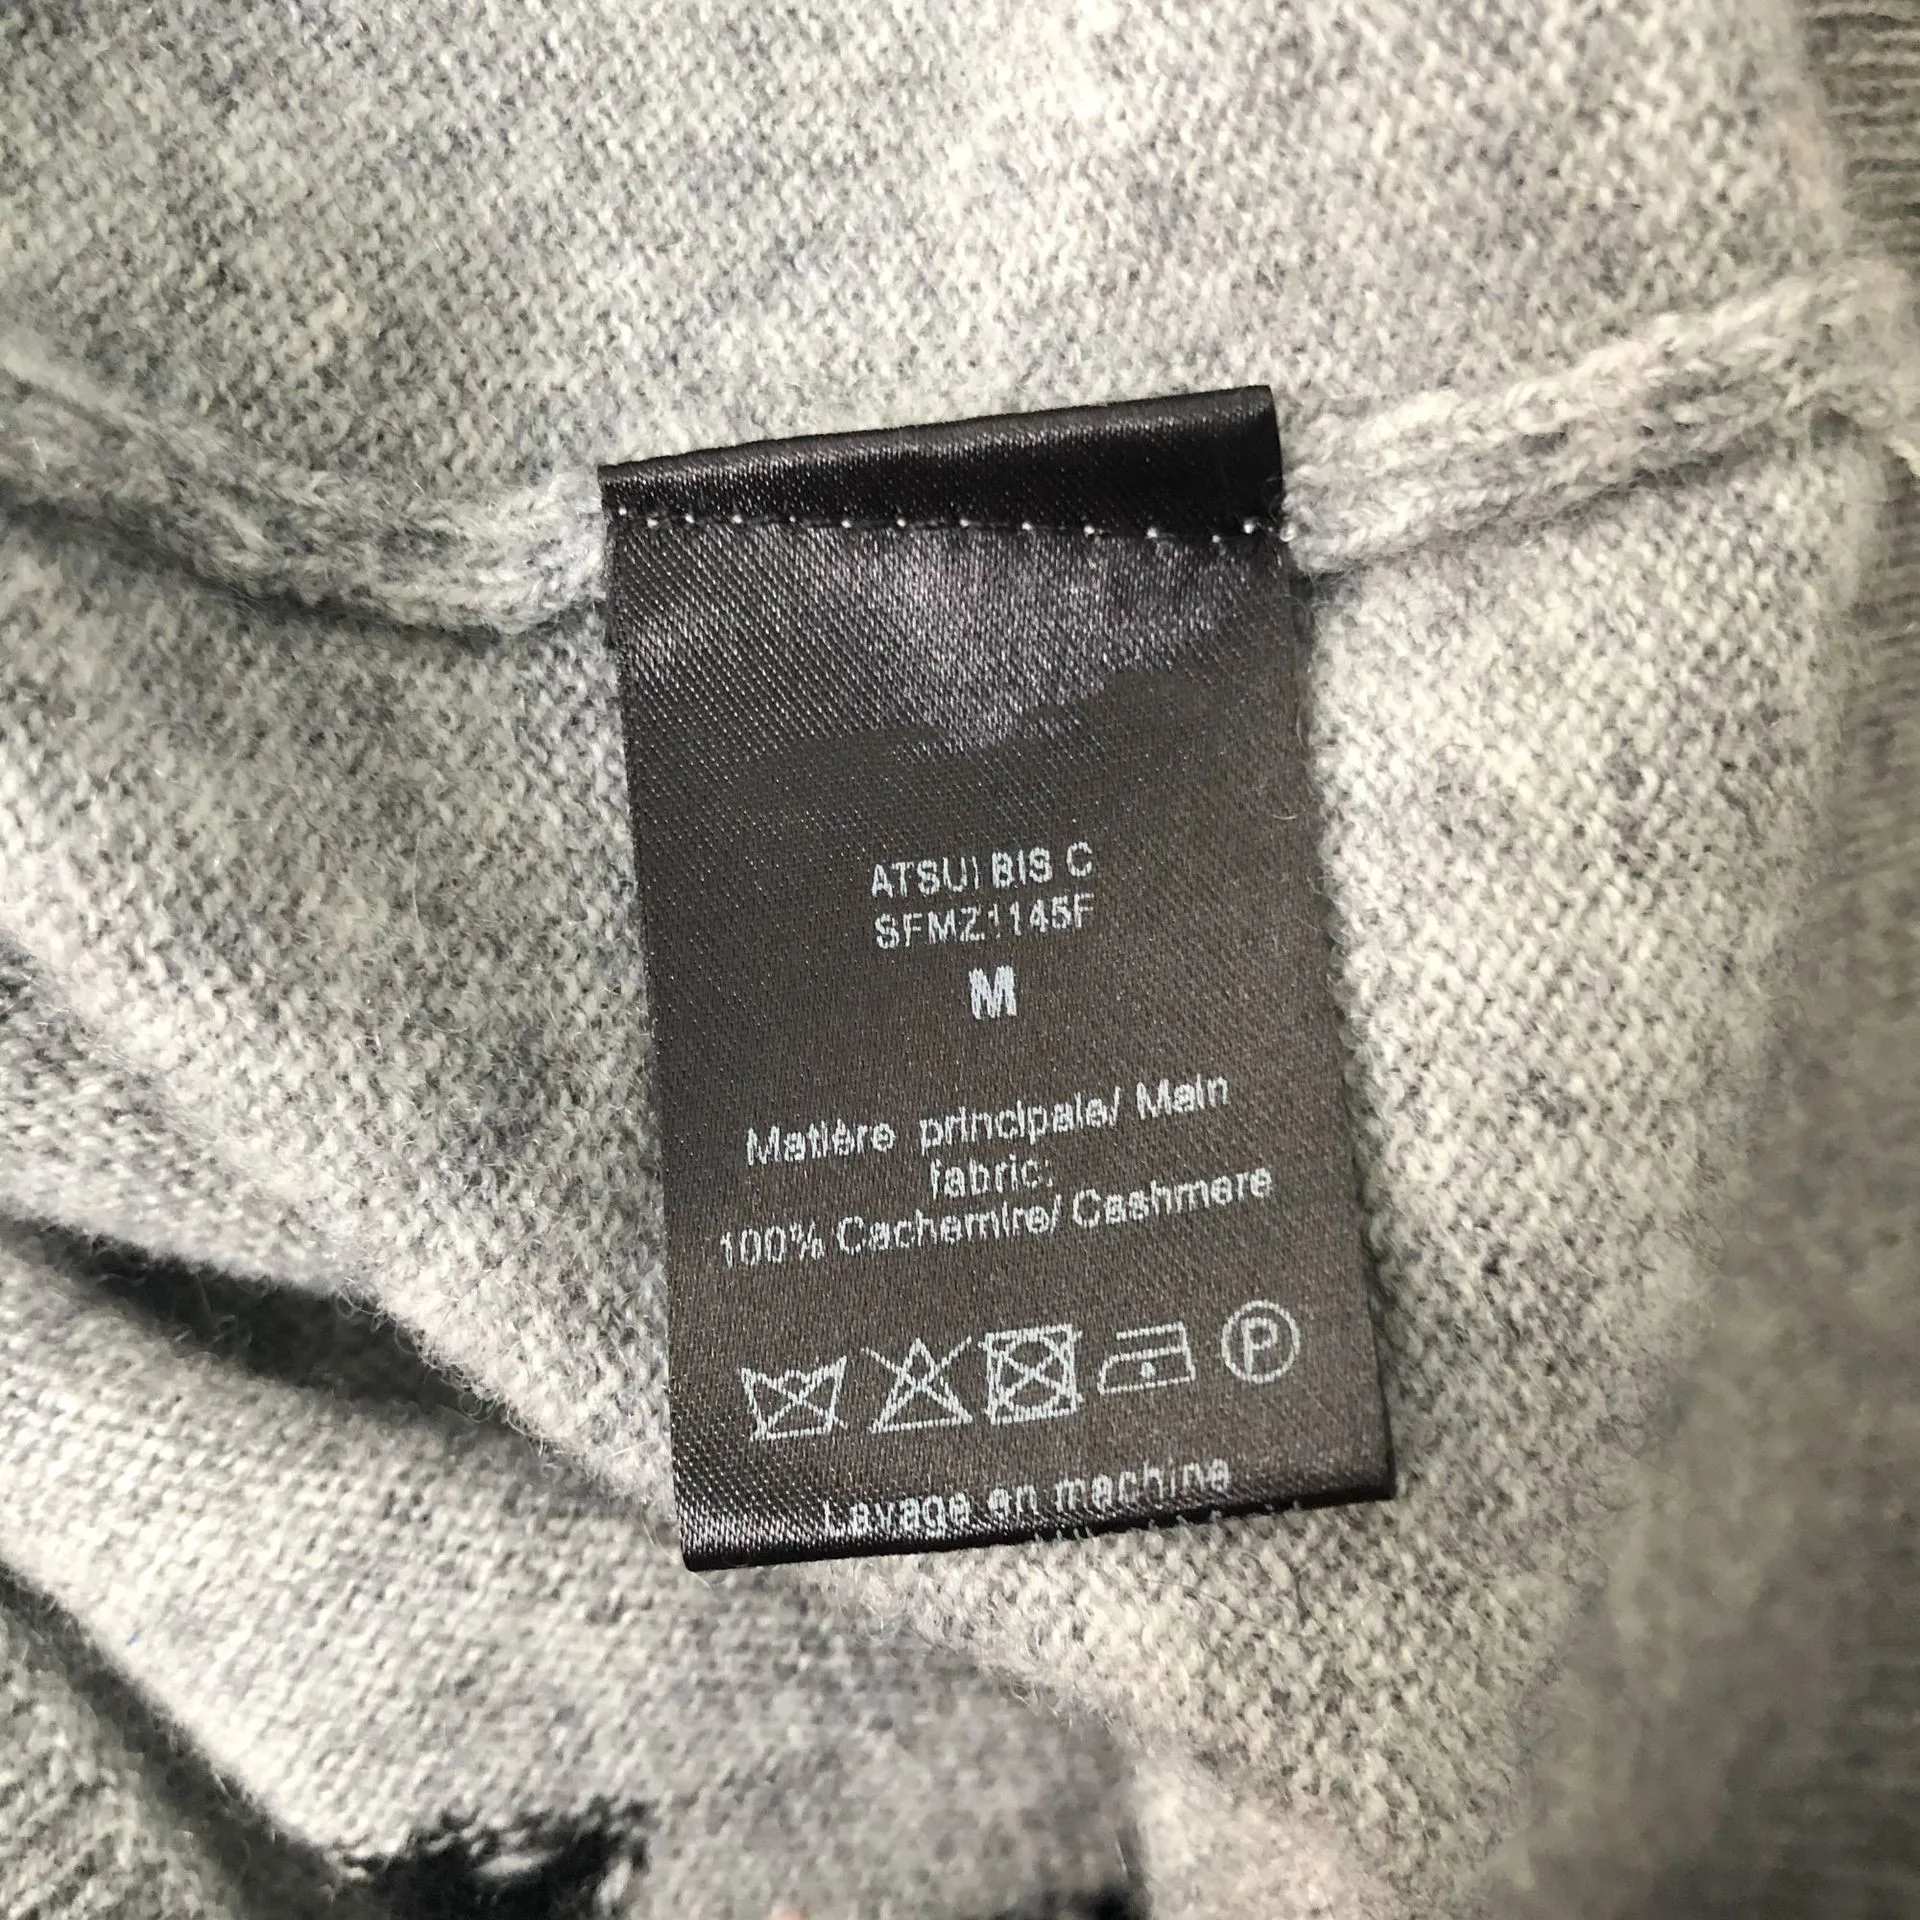 ATSUI BIS C
SFMZ1145F
M
Matière principale/ Main
fabric:
100% Cachemire/ Cashmere
P
Lavage en machine